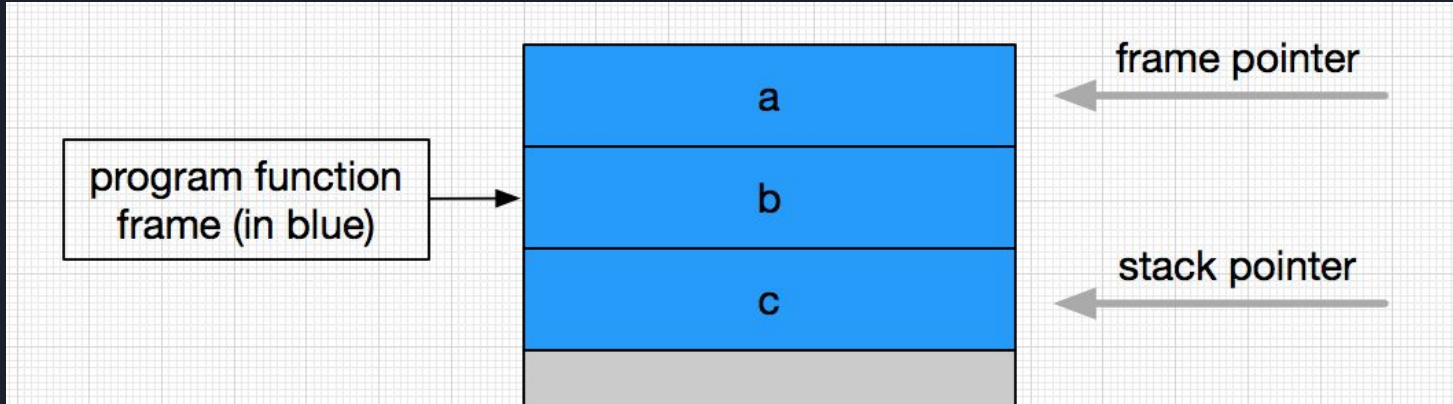 frame pointer
a
program function
frame (in blue)
b
stack pointer
c